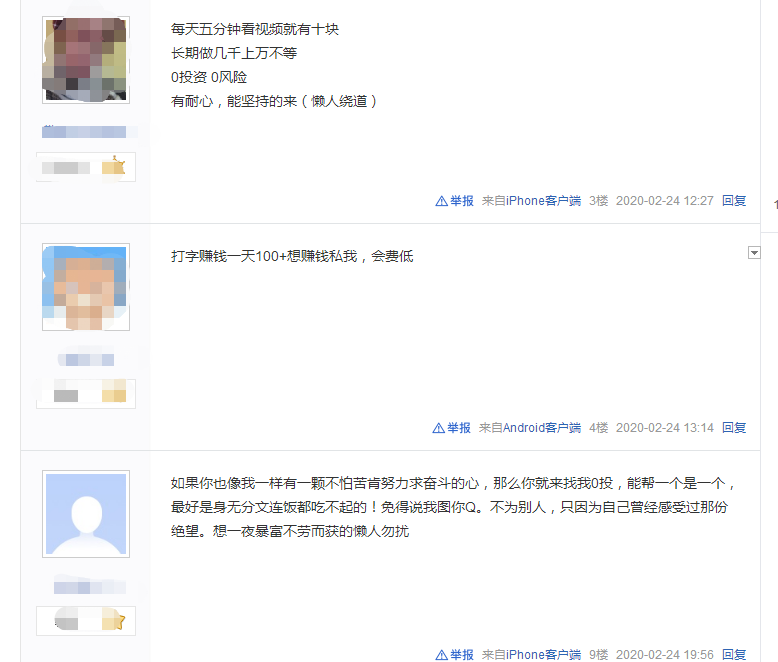 每天五分钟看视频就有十块
长期做几千上万不等
0投资 0风险
有耐心，能坚持的来（懒人绕道）
举报 来自iPhone客户端 3楼 2020-02-24 12:27 回复
打字赚钱一天100+想赚钱私我，会费低
举报 来自Android客户端 4楼 2020-02-24 13:14 回复
如果你也像我一样有一颗不怕苦肯努力求奋斗的心，那么你就来找我0投，能帮一个是一个，
最好是身无分文连饭都吃不起的！免得说我图你Q。不为别人，只因为自己曾经感受过那份
绝望。想一夜暴富不劳而获的懒人勿扰
举报 来自iPhone客户端 9楼 2020-02-24 19:56 回复